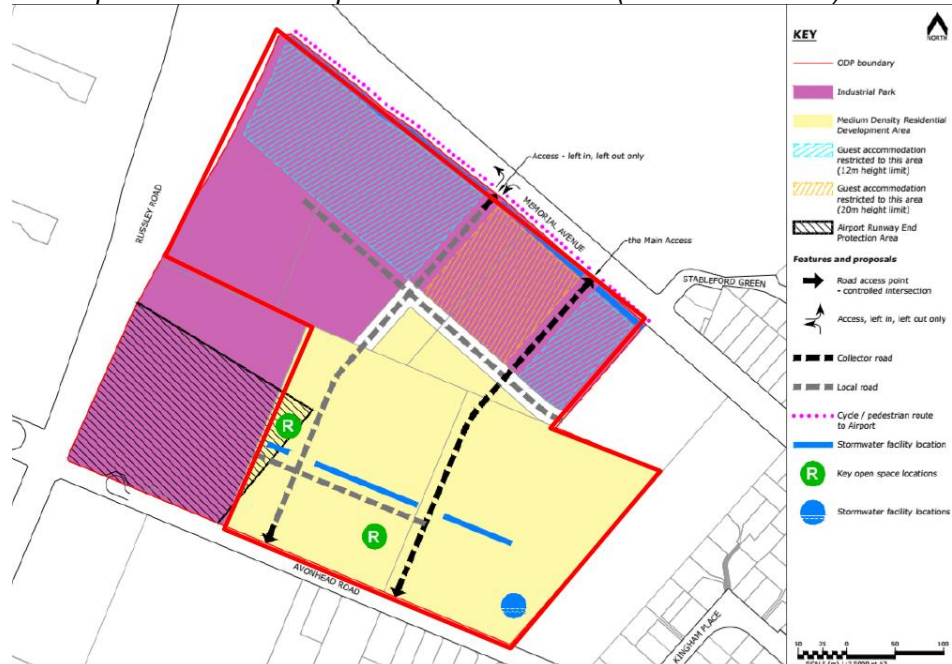 KEY
NORTH
ODP boundary
Industrial Park
Medium Density Residential
Development Area
Guest accommodation
restricted to this area
(12m height limit)
Guest accommodation
restricted to this area
(20m height limit)
Airport Runway End
Protection Area
Features and proposals
Road access point
- controlled intersection
Access, left in, left out only
Collector road
Local road
Cycle / pedestrian route
to Airport
Stormwater facility location
R
Key open space locations
Stormwater facility locations
Access - left in, left out only
MEMORIAL AVENUE
the Main Access
STABLEFORD GREEN
RUSSLEY ROAD
R
R
AVONHEAD ROAD
KINGHAM PLACE